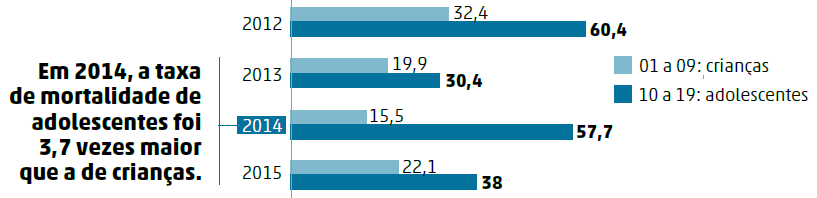 Em 2014, a taxa
de mortalidade de
adolescentes foi
3,7 vezes maior
que a de crianças.
2012
32,4
60,4
2013
19,9
30,4
2014
15,5
57,7
2015
22,1
38
01 a 09: crianças
10 a 19: adolescentes